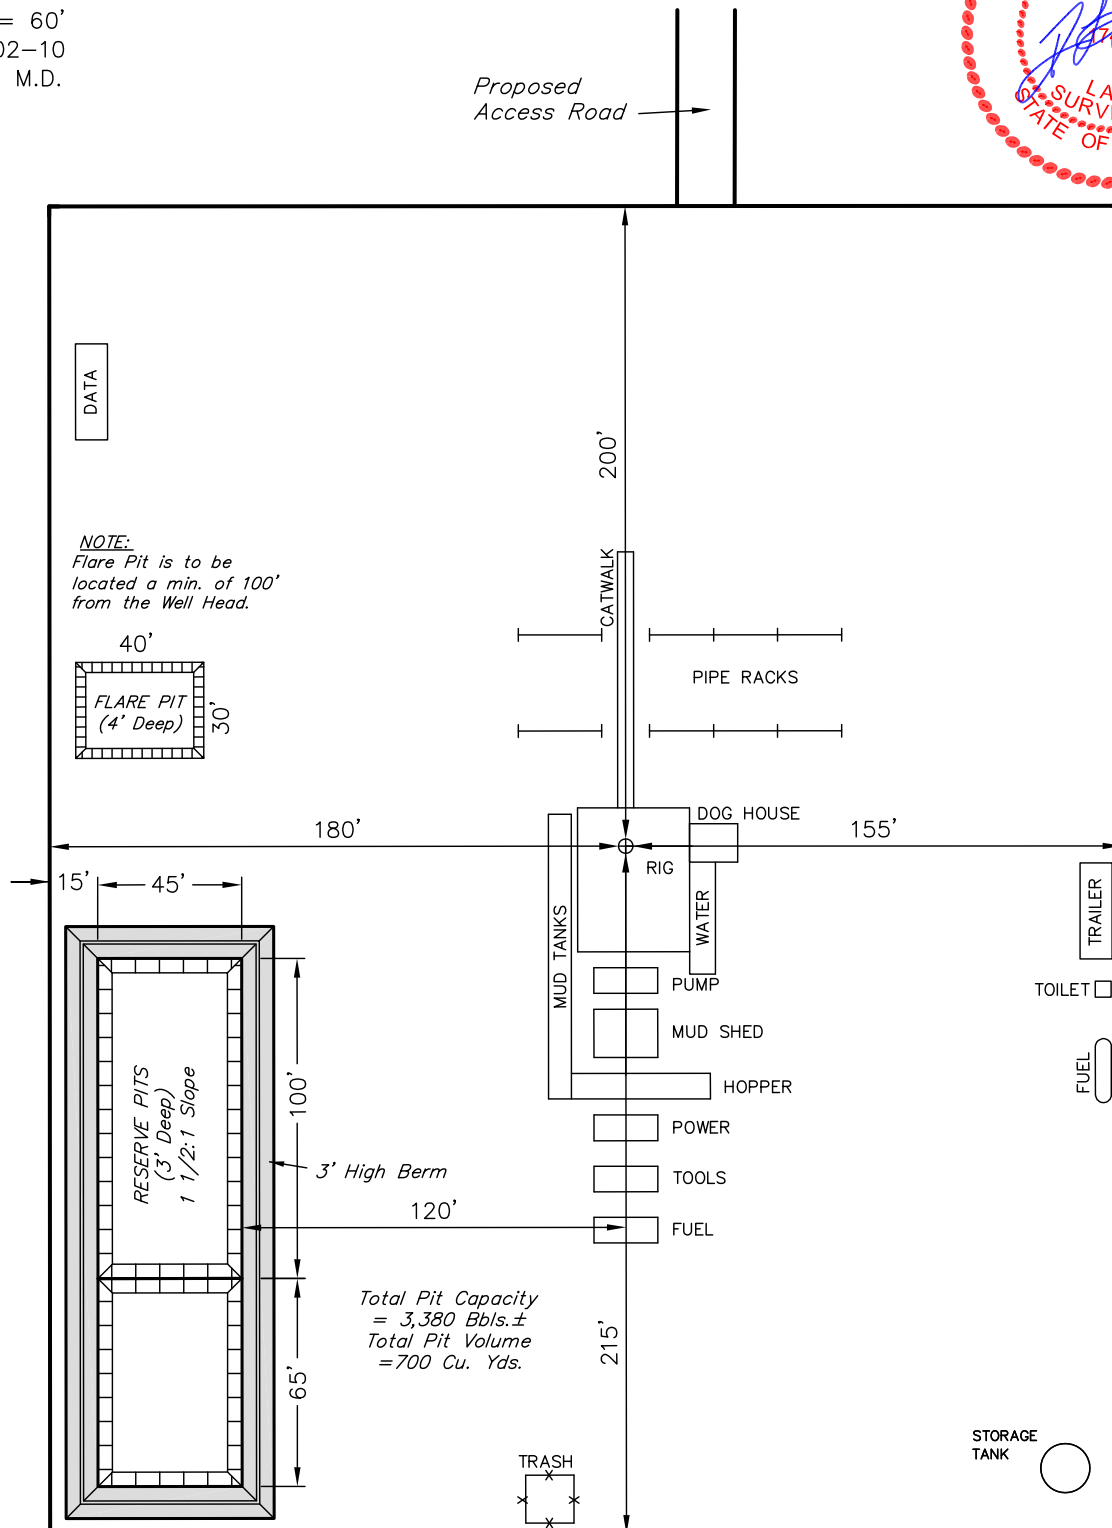 = 60'
02-10
M.D.
Proposed
Access Road
LA
SURV
STATE OF
DATA
200'
NOTE:
Flare Pit is to be
located a min. of 100'
from the Well Head.
CATWALK
40'
FLARE PIT
(4' Deep)
30'
PIPE RACKS
DOG HOUSE
180'
155'
RIG
15'
45'
MUD TANKS
WATER
TRAILER
PUMP
TOILET
MUD SHED
FUEL
RESERVE PITS
(3' Deep)
1 1/2:1 Slope
100'
HOPPER
POWER
3' High Berm
TOOLS
120'
FUEL
Total Pit Capacity
= 3,380 Bbls.±
Total Pit Volume
=700 Cu. Yds.
215'
65'
STORAGE
TANK
TRASH